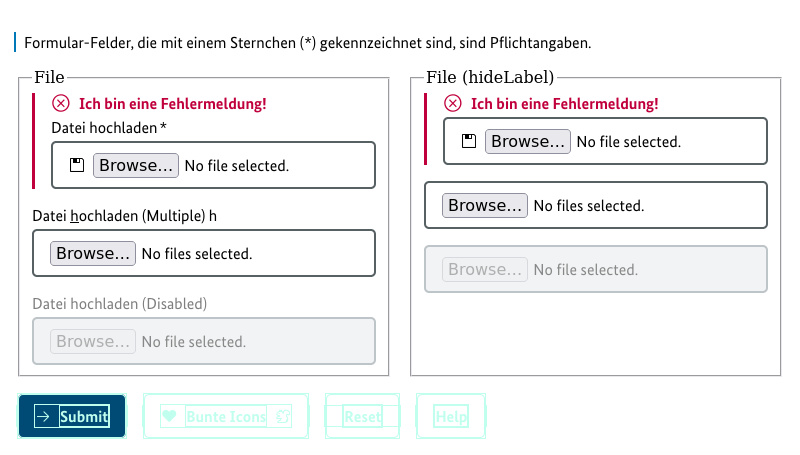 Formular-Felder, die mit einem Sternchen (*) gekennzeichnet sind, sind Pflichtangaben.
File
Ich bin eine Fehlermeldung!
Datei hochladen *
Browse... No file selected.
Datei hochladen (Multiple) h
Browse... No files selected.
Datei hochladen (Disabled)
Browse... No file selected.
File (hideLabel)
Ich bin eine Fehlermeldung!
Browse... No file selected.
Browse... No files selected.
Browse... No file selected.
Submit Bunte Icons Reset Help